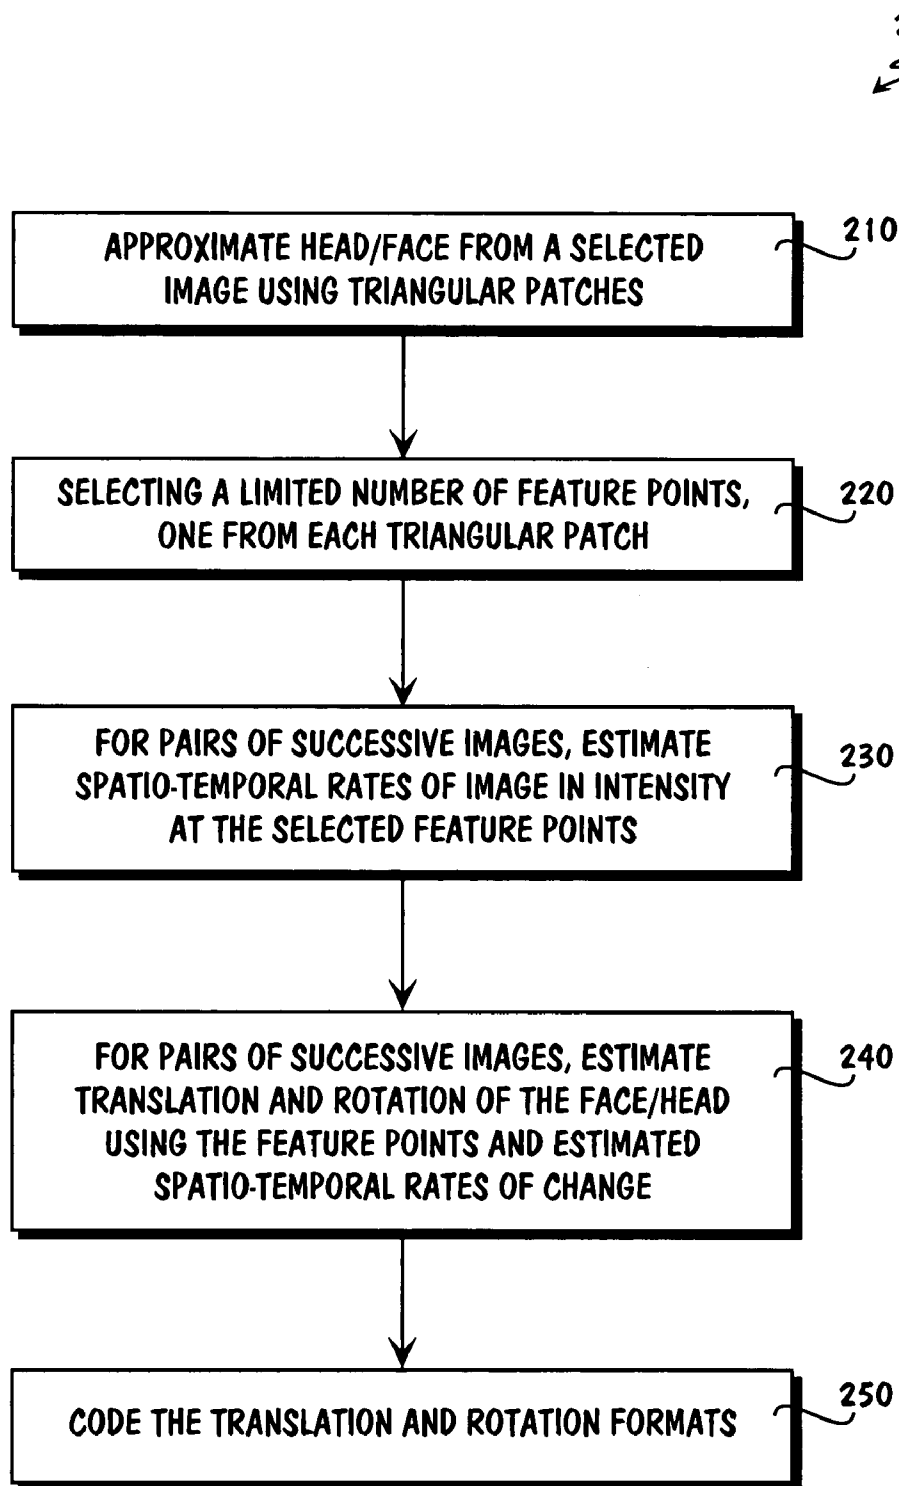 APPROXIMATE HEAD/FACE FROM A SELECTED
IMAGE USING TRIANGULAR PATCHES
210
SELECTING A LIMITED NUMBER OF FEATURE POINTS,
ONE FROM EACH TRIANGULAR PATCH
220
FOR PAIRS OF SUCCESSIVE IMAGES, ESTIMATE
SPATIO-TEMPORAL RATES OF IMAGE IN INTENSITY
AT THE SELECTED FEATURE POINTS
230
FOR PAIRS OF SUCCESSIVE IMAGES, ESTIMATE
TRANSLATION AND ROTATION OF THE FACE/HEAD
USING THE FEATURE POINTS AND ESTIMATED
SPATIO-TEMPORAL RATES OF CHANGE
240
CODE THE TRANSLATION AND ROTATION FORMATS
250